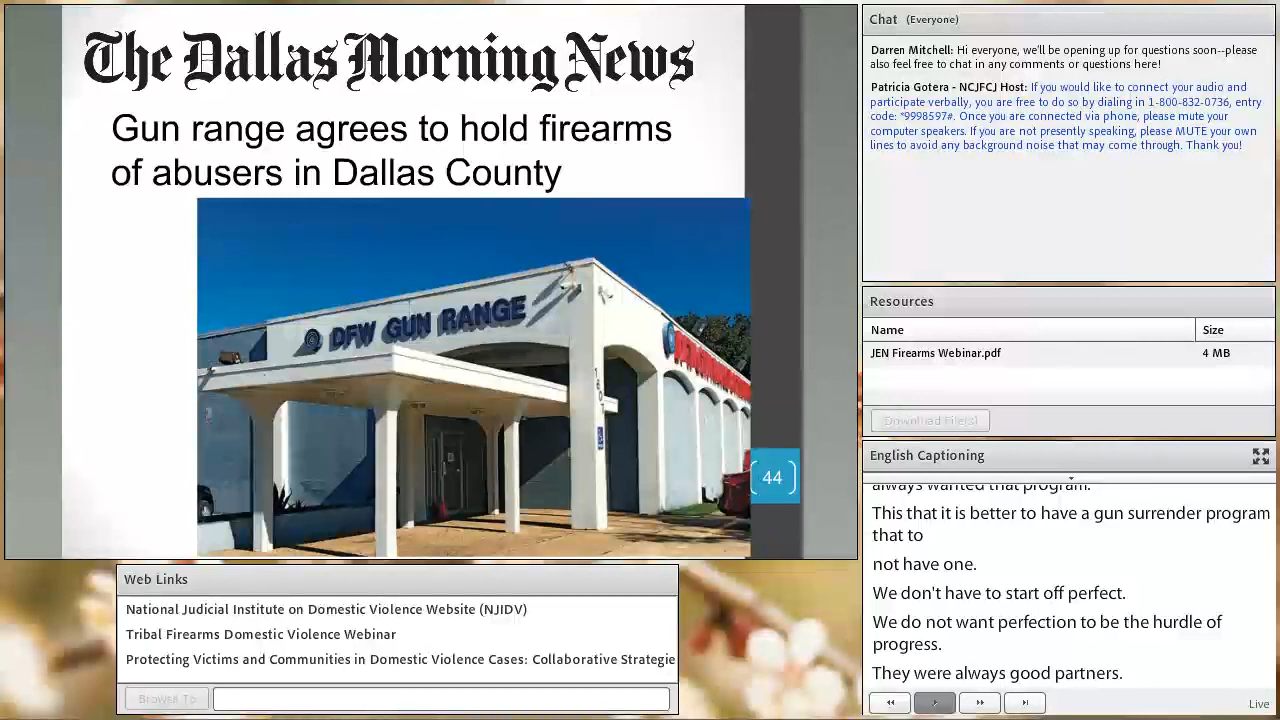 The Dallas Morning News
Gun range agrees to hold firearms
of abusers in Dallas County
DFW GUN RANGE
1607
44
Chat (Everyone)
Darren Mitchell: Hi everyone, we'll be opening up for questions soon--please
also feel free to chat in any comments or questions here!
Patricia Gotera - NCJFCJ Host: If you would like to connect your audio and
participate verbally, you are free to do so by dialing in 1-800-832-0736, entry
code: *9998597#. Once you are connected via phone, please mute your
computer speakers. If you are not presently speaking, please MUTE your own
lines to avoid any background noise that may come through. Thank you!
Resources
Name Size
JEN Firearms Webinar.pdf 4 MB
Download File(s)
English Captioning
always wanted that program.
This that it is better to have a gun surrender program
that to
not have one.
We don't have to start off perfect.
We do not want perfection to be the hurdle of
progress.
They were always good partners.
Live
Web Links
National Judicial Institute on Domestic Violence Website (NJIDV)
Tribal Firearms Domestic Violence Webinar
Protecting Victims and Communities in Domestic Violence Cases: Collaborative Strategie
Browse To